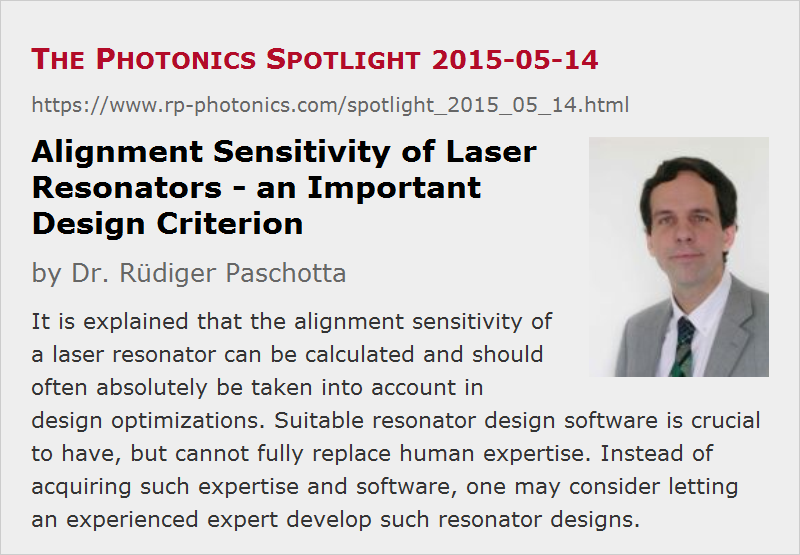 The Photonics Spotlight 2015-05-14
https://www.rp-photonics.com/spotlight_2015_05_14.html
Alignment Sensitivity of Laser
Resonators - an Important
Design Criterion
by Dr. Rüdiger Paschotta
It is explained that the alignment sensitivity of
a laser resonator can be calculated and should
often absolutely be taken into account in
design optimizations. Suitable resonator design software is crucial
to have, but cannot fully replace human expertise. Instead of
acquiring such expertise and software, one may consider letting
an experienced expert develop such resonator designs.